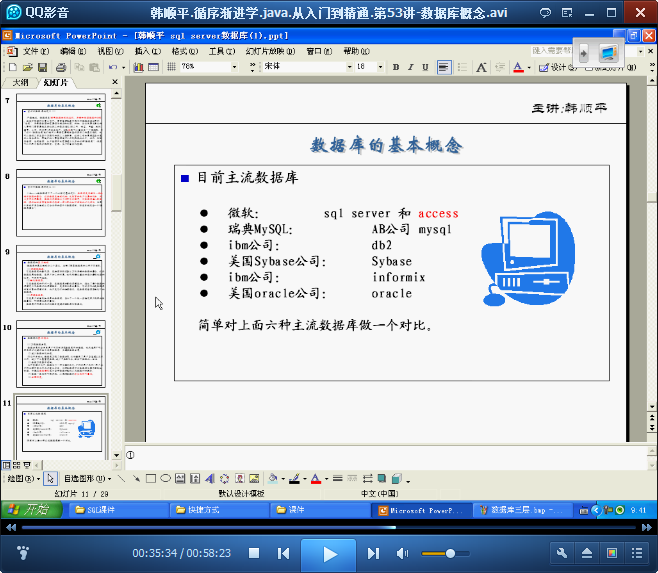 QQ影音
韩顺平.循序渐进学.java.从入门到精通.第53讲-数据库概念.avi
Microsoft PowerPoint - [韩顺平 sql server数据库(1).ppt]
文件(F) 编辑(E) 视图(V) 插入(I) 格式(O) 工具(T) 幻灯片放映(D) 窗口(W) 帮助(H)
78% 宋体 18 B I U 设计(S)
大纲 幻灯片
7
8
9
10
11
主讲:韩顺平
数据库的基本概念
目前主流数据库
微软: sql server 和 access
瑞典MySQL: AB公司 mysql
ibm公司: db2
美国Sybase公司: Sybase
ibm公司: informix
美国oracle公司: oracle
简单对上面六种主流数据库做一个对比。
绘图(R) 自选图形(U)
幻灯片 11 / 29 默认设计模板 中文(中国)
开始 SQL课件 快捷方式 课件 Microsoft PowerP... 数据库三层.bmp - ... 9:41
00:35:34 / 00:58:23